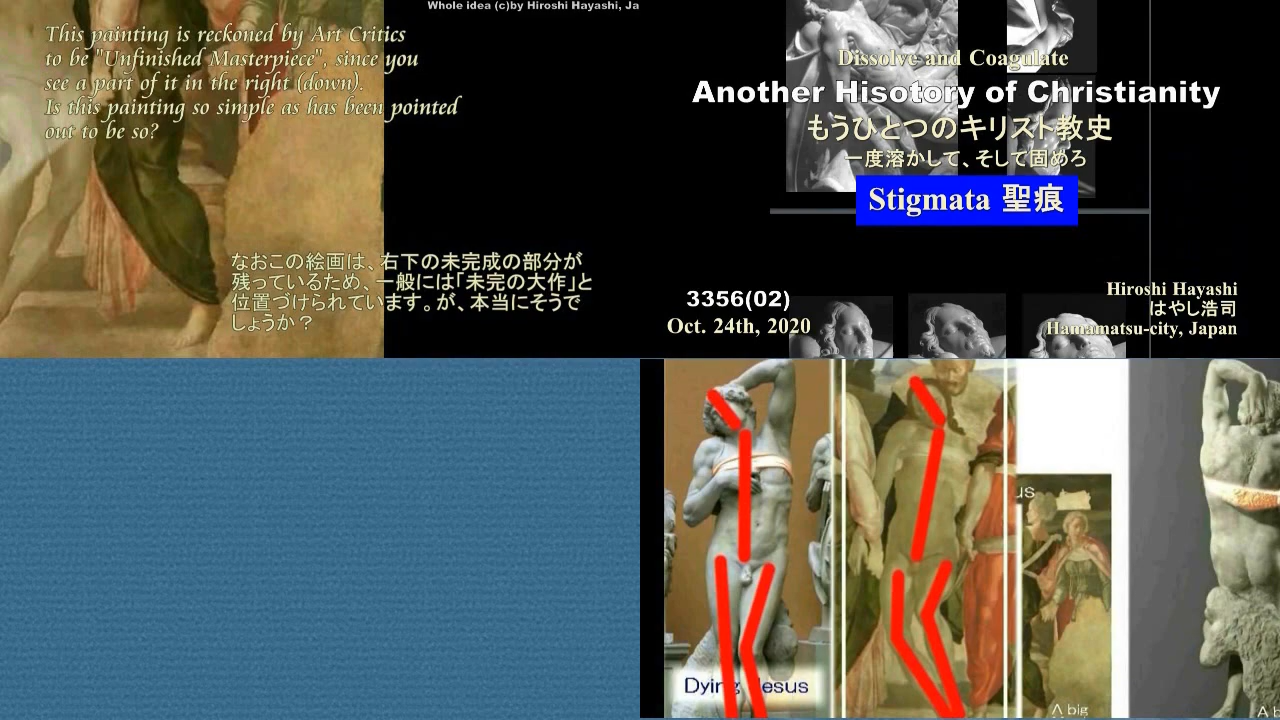 Whole idea (c)by Hiroshi Hayashi, Ja
This painting is reckoned by Art Critics
to be "Unfinished Masterpiece", since you
see a part of it in the right (down).
Is this painting so simple as has been pointed
out to be so?
なおこの絵画は、右下の未完成の部分が
残っているため、一般には「未完の大作」と
位置づけられています。が、本当にそうで
しょうか？
Dissolve and Coagulate
Another Hisotory of Christianity
もうひとつのキリスト教史
一度溶かして、そして固めろ
Stigmata 聖痕
3356(02)
Oct. 24th, 2020
Hiroshi Hayashi
はやし浩司
Hamamatsu-city, Japan
us
Dying Jesus
A big
A b